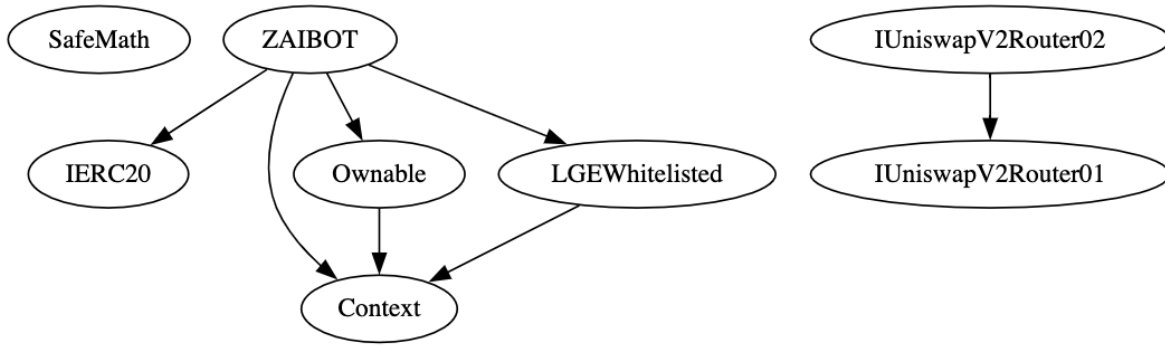 SafeMath
ZAIBOT
IUniswapV2Router02
IERC20
Ownable
LGEWhitelisted
IUniswapV2Router01
Context